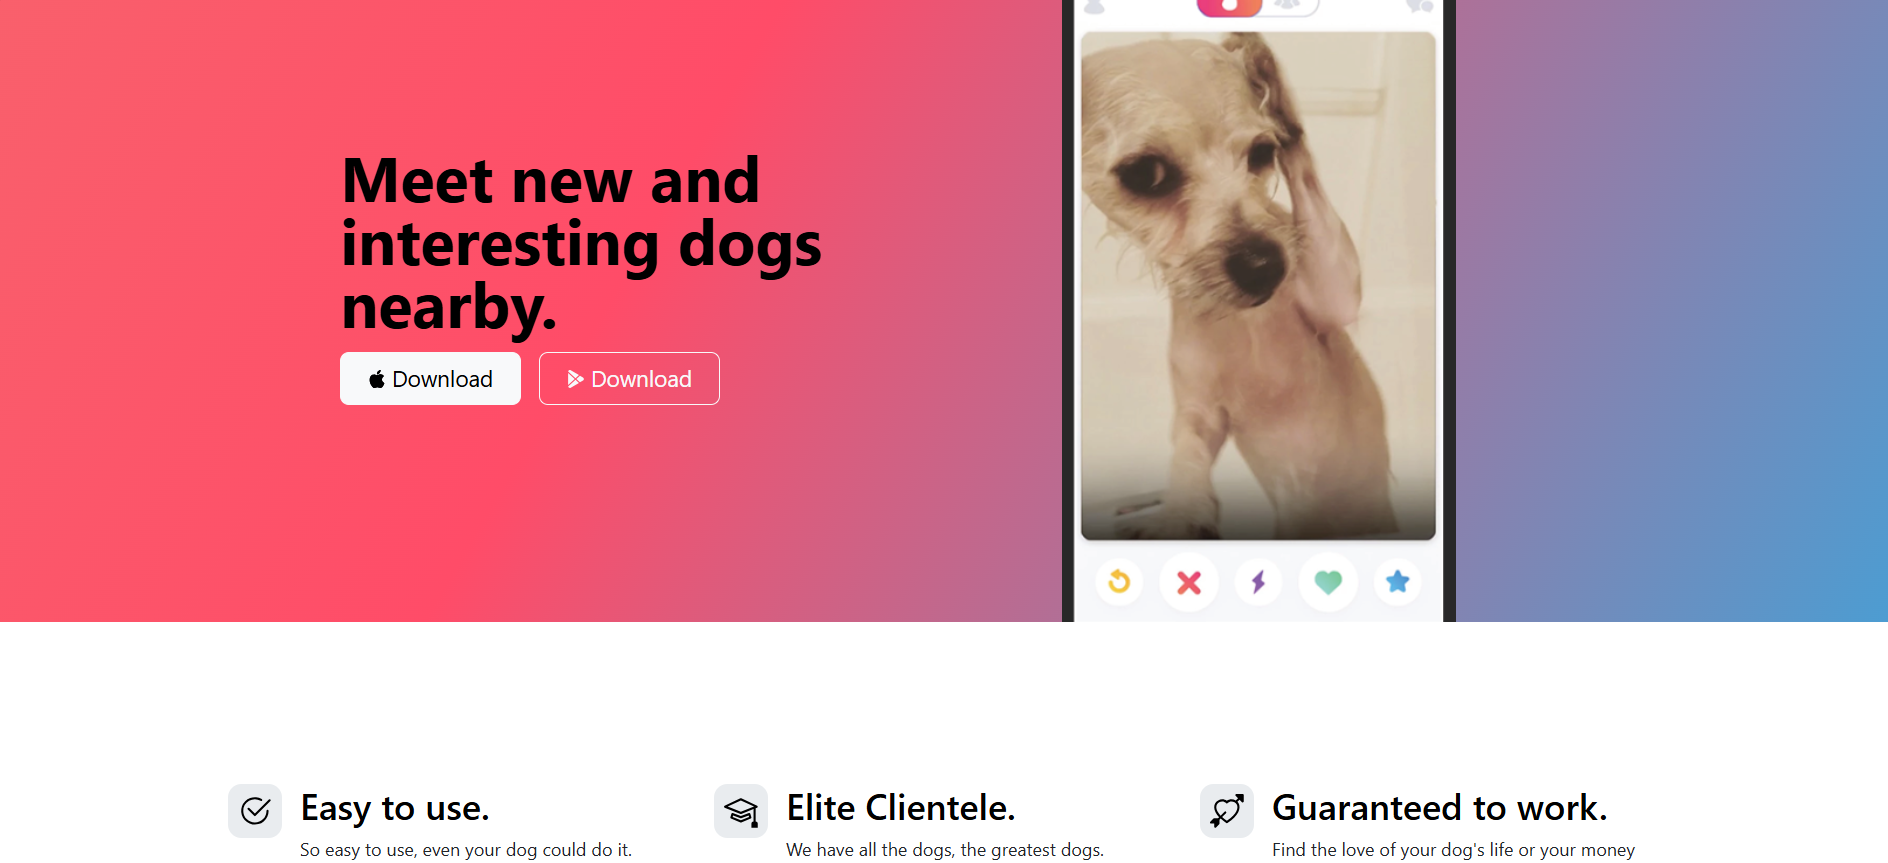 Meet new and
interesting dogs
nearby.
Download
Download
Easy to use.
So easy to use, even your dog could do it.
Elite Clientele.
We have all the dogs, the greatest dogs.
Guaranteed to work.
Find the love of your dog's life or your money